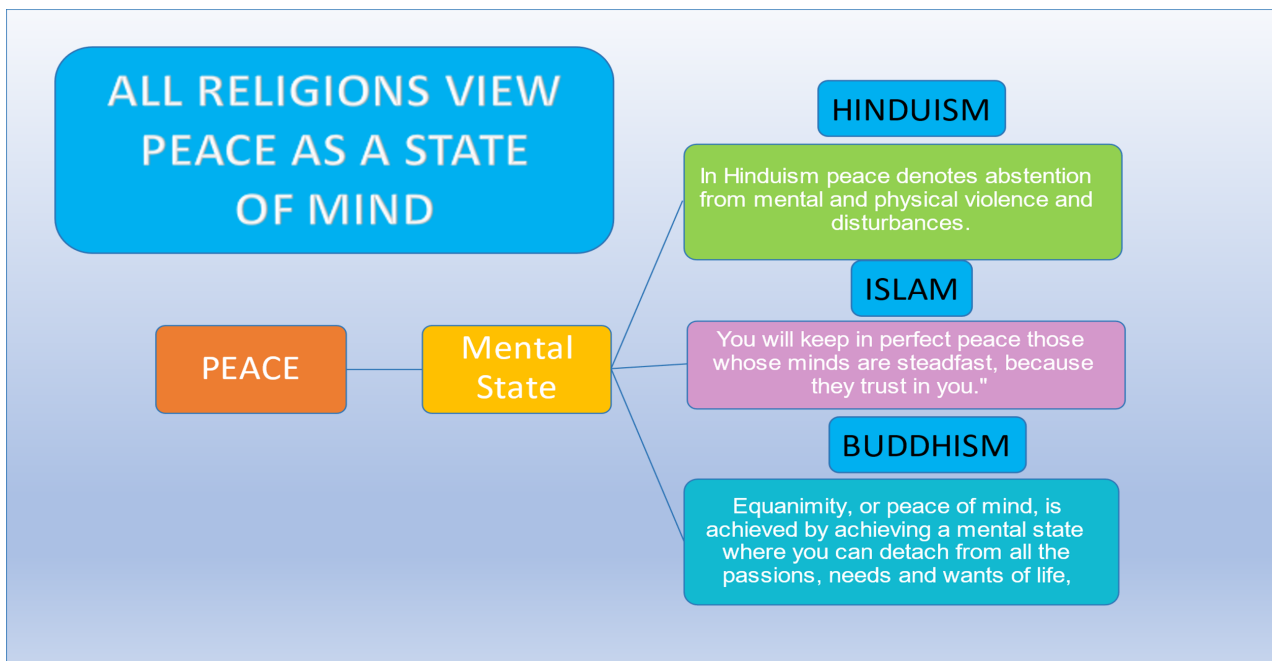 ALL RELIGIONS VIEW
PEACE AS A STATE
OF MIND
PEACE
Mental
State
HINDUISM
In Hinduism peace denotes abstention
from mental and physical violence and
disturbances.
ISLAM
You will keep in perfect peace those
whose minds are steadfast, because
they trust in you."
BUDDHISM
Equanimity, or peace of mind, is
achieved by achieving a mental state
where you can detach from all the
passions, needs and wants of life,